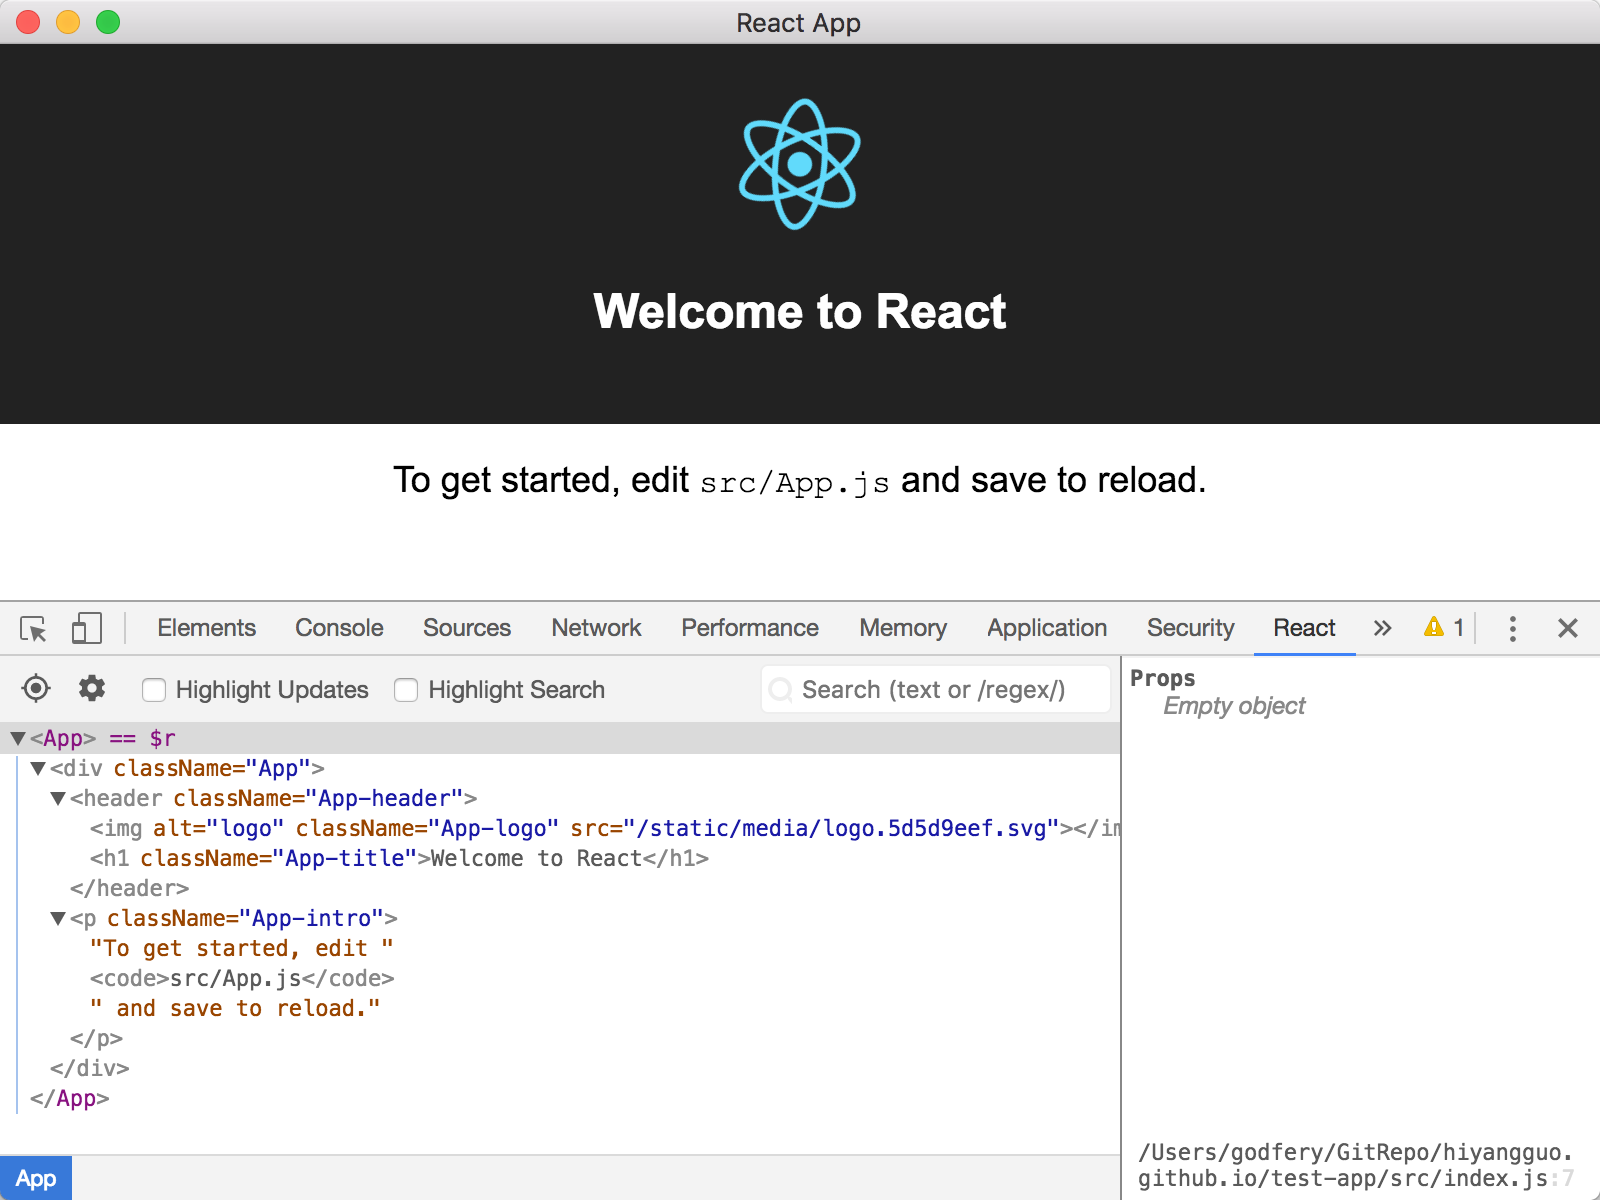 React App
Welcome to React
To get started, edit src/App.js and save to reload.
Elements Console Sources Network Performance Memory Application Security React » 1
Highlight Updates Highlight Search Search (text or /regex/)
<App> == $r
<div className="App">
<header className="App-header">
<img alt="logo" className="App-logo" src="/static/media/logo.5d5d9eef.svg"></im
<h1 className="App-title">Welcome to React</h1>
</header>
<p className="App-intro">
"To get started, edit "
<code>src/App.js</code>
" and save to reload."
</p>
</div>
</App>
App
Props
Empty object
/Users/godfery/GitRepo/hiyangguo.
github.io/test-app/src/index.js:7